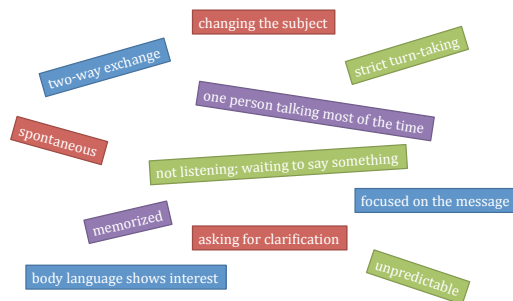 changing the subject
two-way exchange
strict turn-taking
one person talking most of the time
spontaneous
not listening; waiting to say something
focused on the message
memorized
asking for clarification
body language shows interest
unpredictable